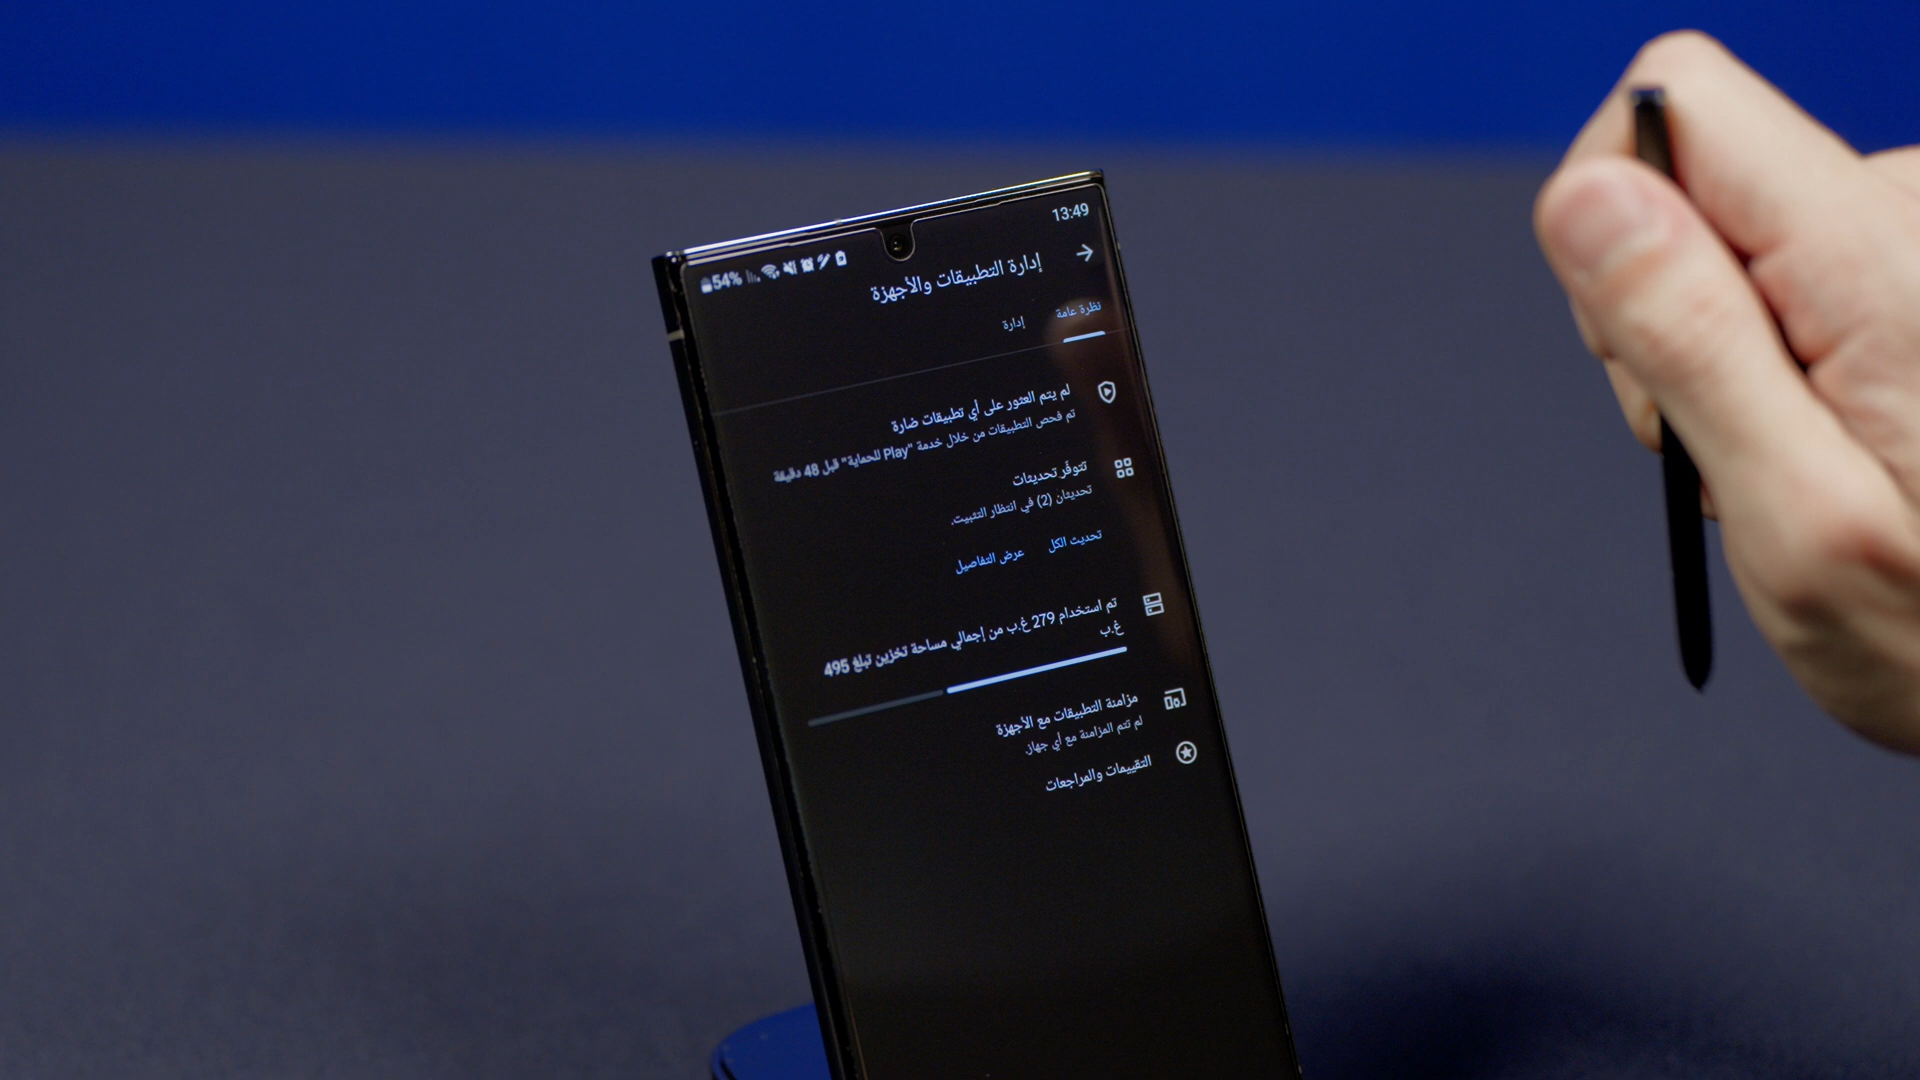 13:49
54%
إدارة التطبيقات والأجهزة
نظرة عامة
إدارة
لم يتم العثور على أي تطبيقات ضارة
تم فحص التطبيقات من خلال خدمة "Play للحماية" قبل 48 دقيقة
تتوفّر تحديثات
تحديثان (2) في انتظار التثبيت.
تحديث الكل
عرض التفاصيل
تم استخدام 279 غ.ب من إجمالي مساحة تخزين تبلغ 495
غ.ب
مزامنة التطبيقات مع الأجهزة
لم تتم المزامنة مع أي جهاز.
التقييمات والمراجعات